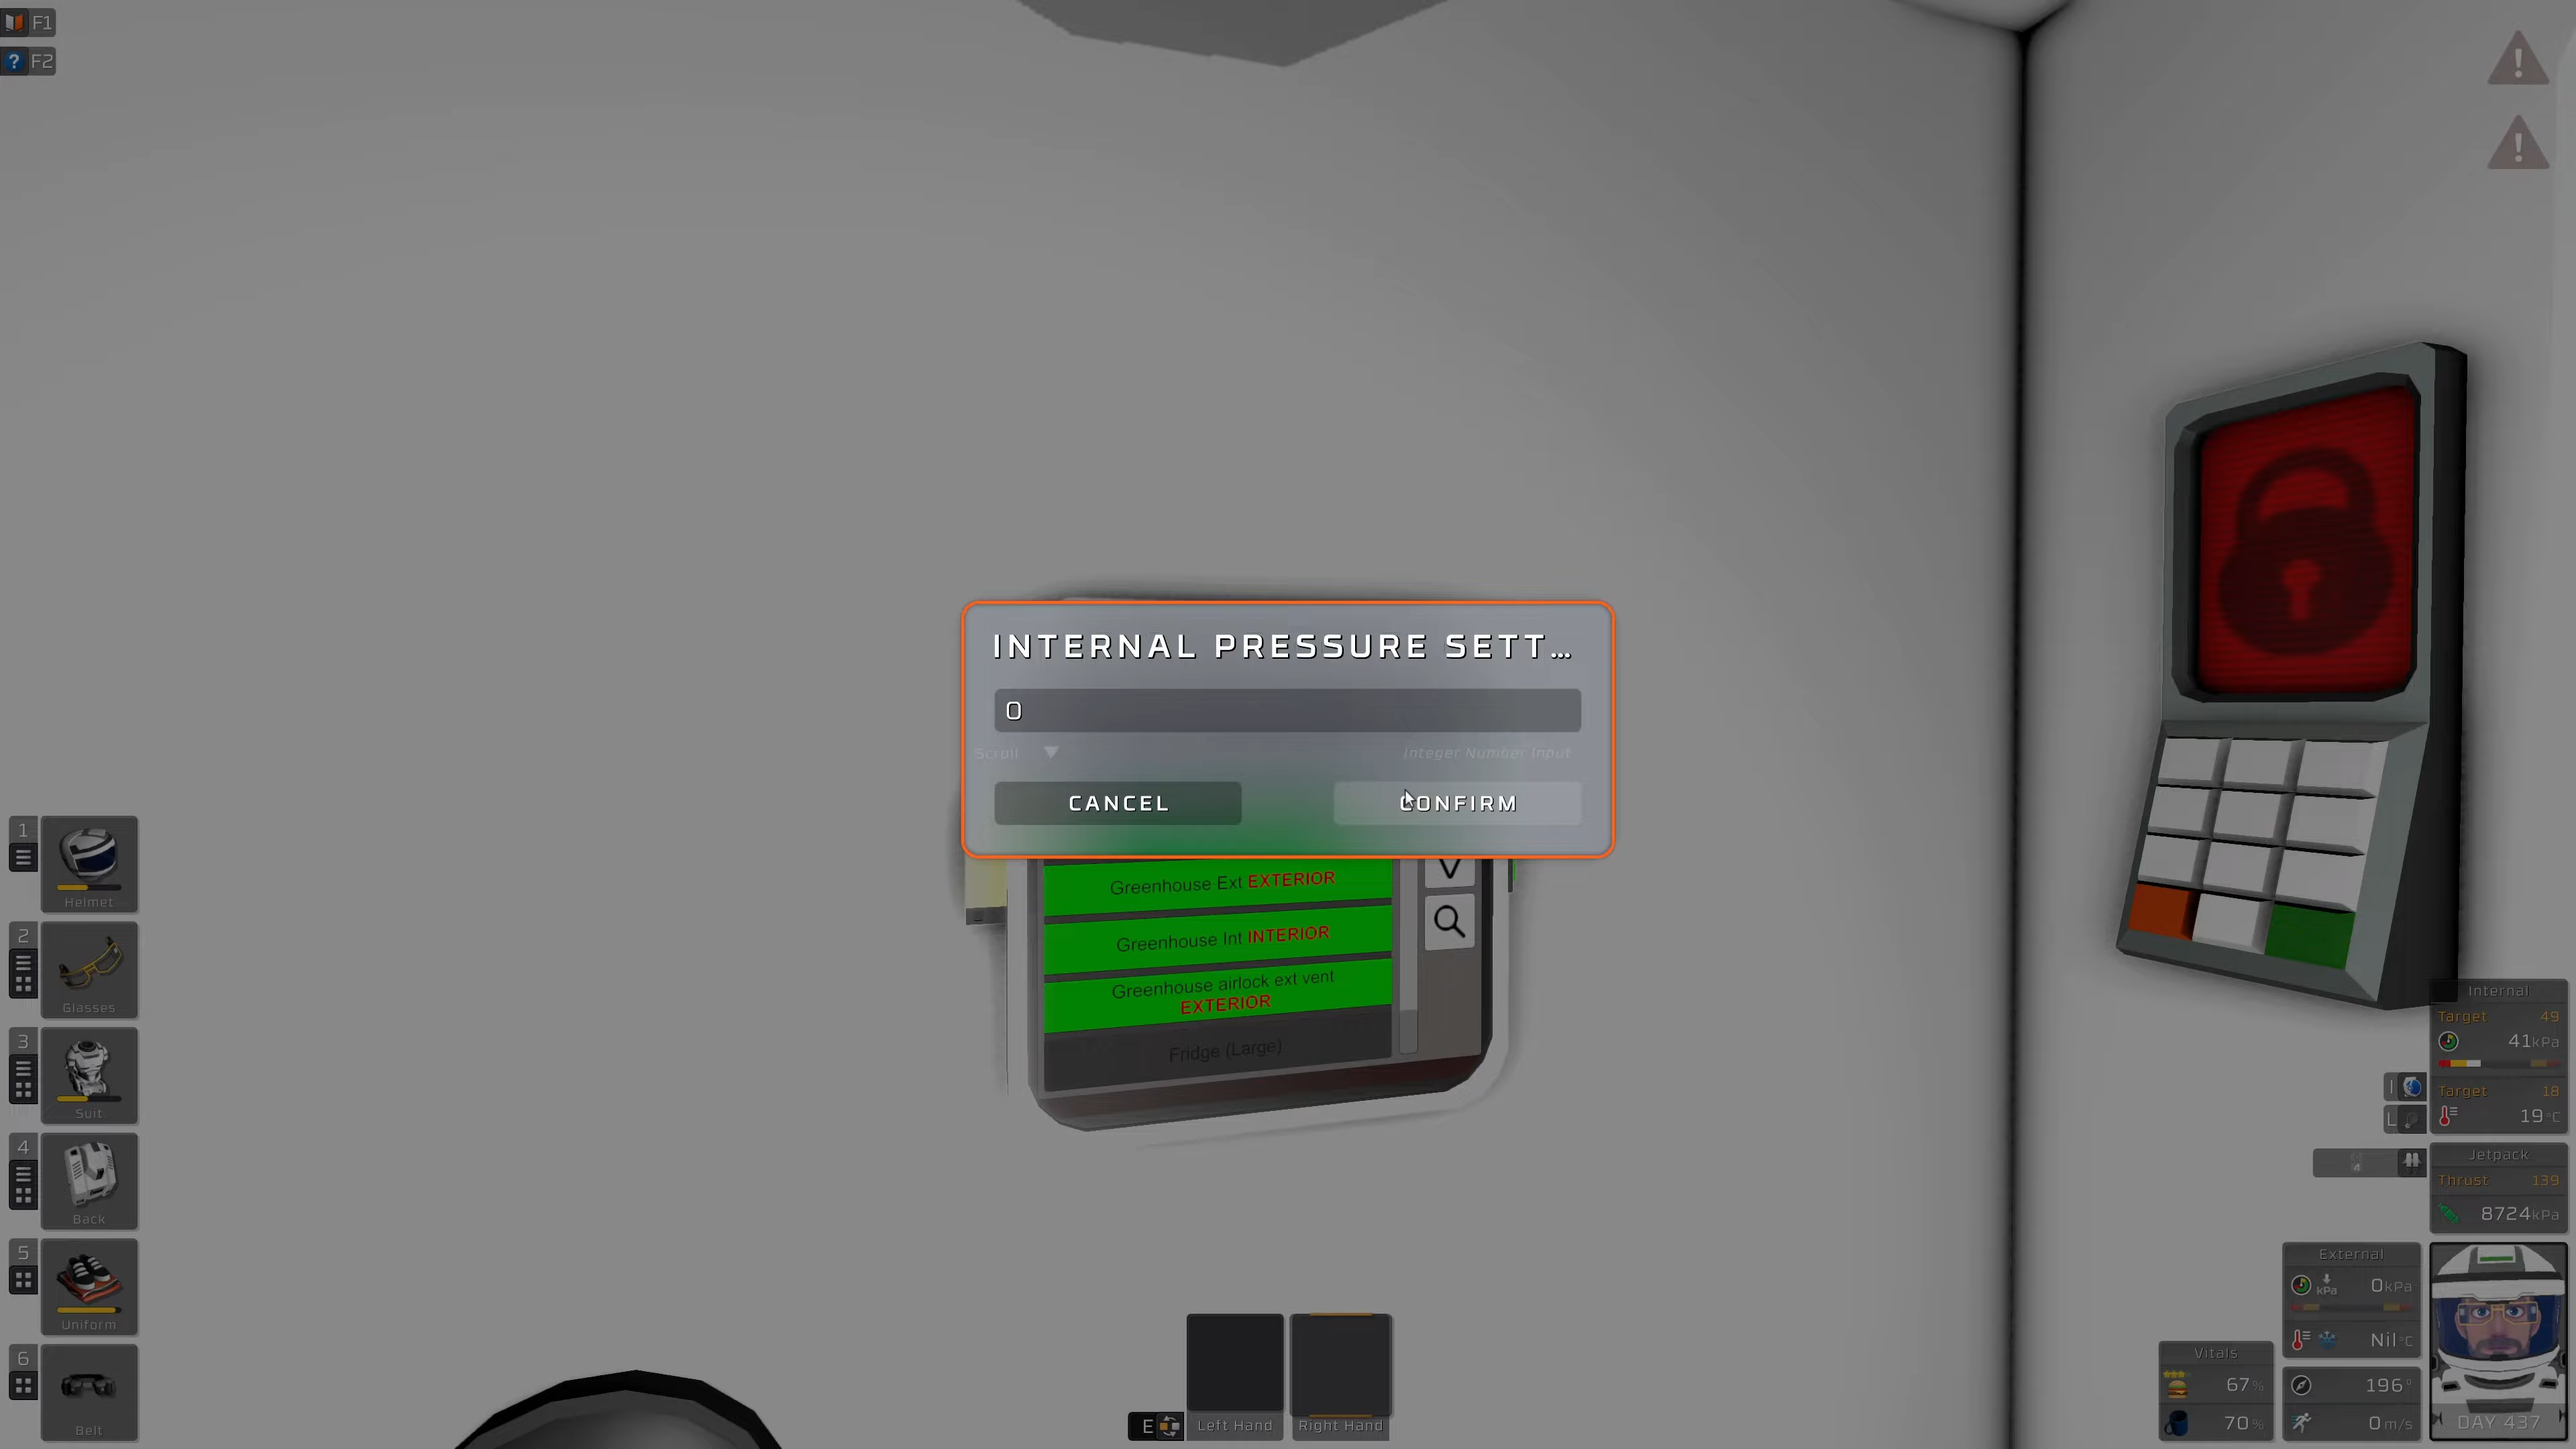 F1
F2
INTERNAL PRESSURE SETT...
0
Scroll
Integer Number Input
CANCEL
CONFIRM
Greenhouse Ext EXTERIOR
Greenhouse Int INTERIOR
Greenhouse airlock ext vent
EXTERIOR
Fridge (Large)
1
Helmet
2
Glasses
3
Suit
4
Back
5
Uniform
6
Belt
E
Left Hand
Right Hand
Internal
Target 49
41kPa
Target 18
19°C
I
L
Jetpack
Thrust 139
8724kPa
4
External
kPa
0kPa
Nil°C
Vitals
67%
70%
196°
0m/s
DAY 437